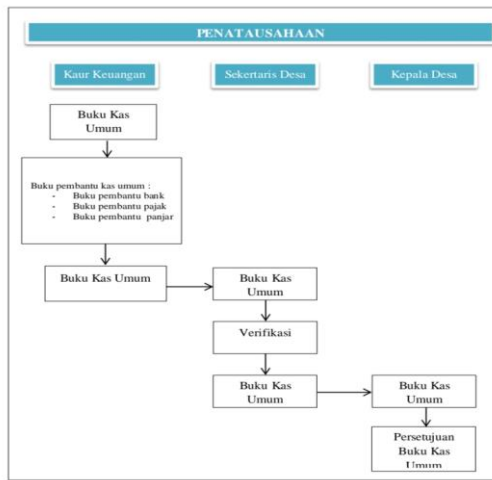 PENATAUSAHAAN
Kaur Keuangan
Sekertaris Desa
Kepala Desa
Buku Kas
Umum
Buku pembantu kas umum :
- Buku pembantu bank
- Buku pembantu pajak
- Buku pembantu panjar
Buku Kas Umum
Buku Kas
Umum
Verifikasi
Buku Kas
Umum
Buku Kas
Umum
Persetujuan
Buku Kas
Umum